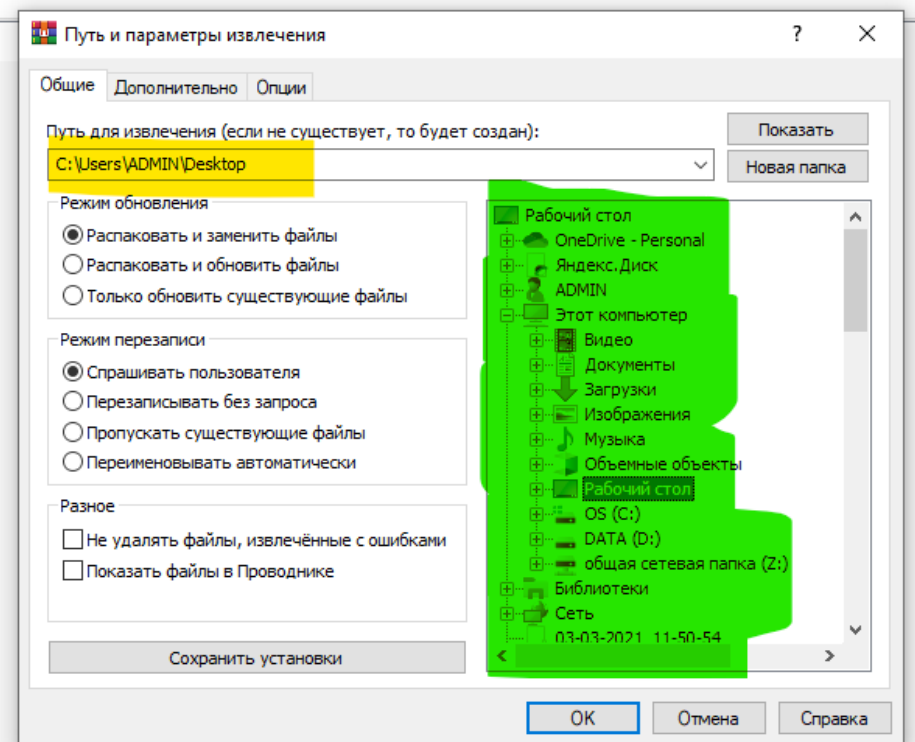 Путь и параметры извлечения
Общие Дополнительно Опции
Путь для извлечения (если не существует, то будет создан):
Показать
C:\Users\ADMIN\Desktop
Новая папка
Режим обновления
Распаковать и заменить файлы
Распаковать и обновить файлы
Только обновить существующие файлы
Режим перезаписи
Спрашивать пользователя
Перезаписывать без запроса
Пропускать существующие файлы
Переименовывать автоматически
Разное
Не удалять файлы, извлечённые с ошибками
Показать файлы в Проводнике
Сохранить установки
Рабочий стол
OneDrive - Personal
Яндекс.Диск
ADMIN
Этот компьютер
Видео
Документы
Загрузки
Изображения
Музыка
Объемные объекты
Рабочий стол
OS (C:)
DATA (D:)
общая сетевая папка (Z:)
Библиотеки
Сеть
03-03-2021_11-50-54
OK Отмена Справка